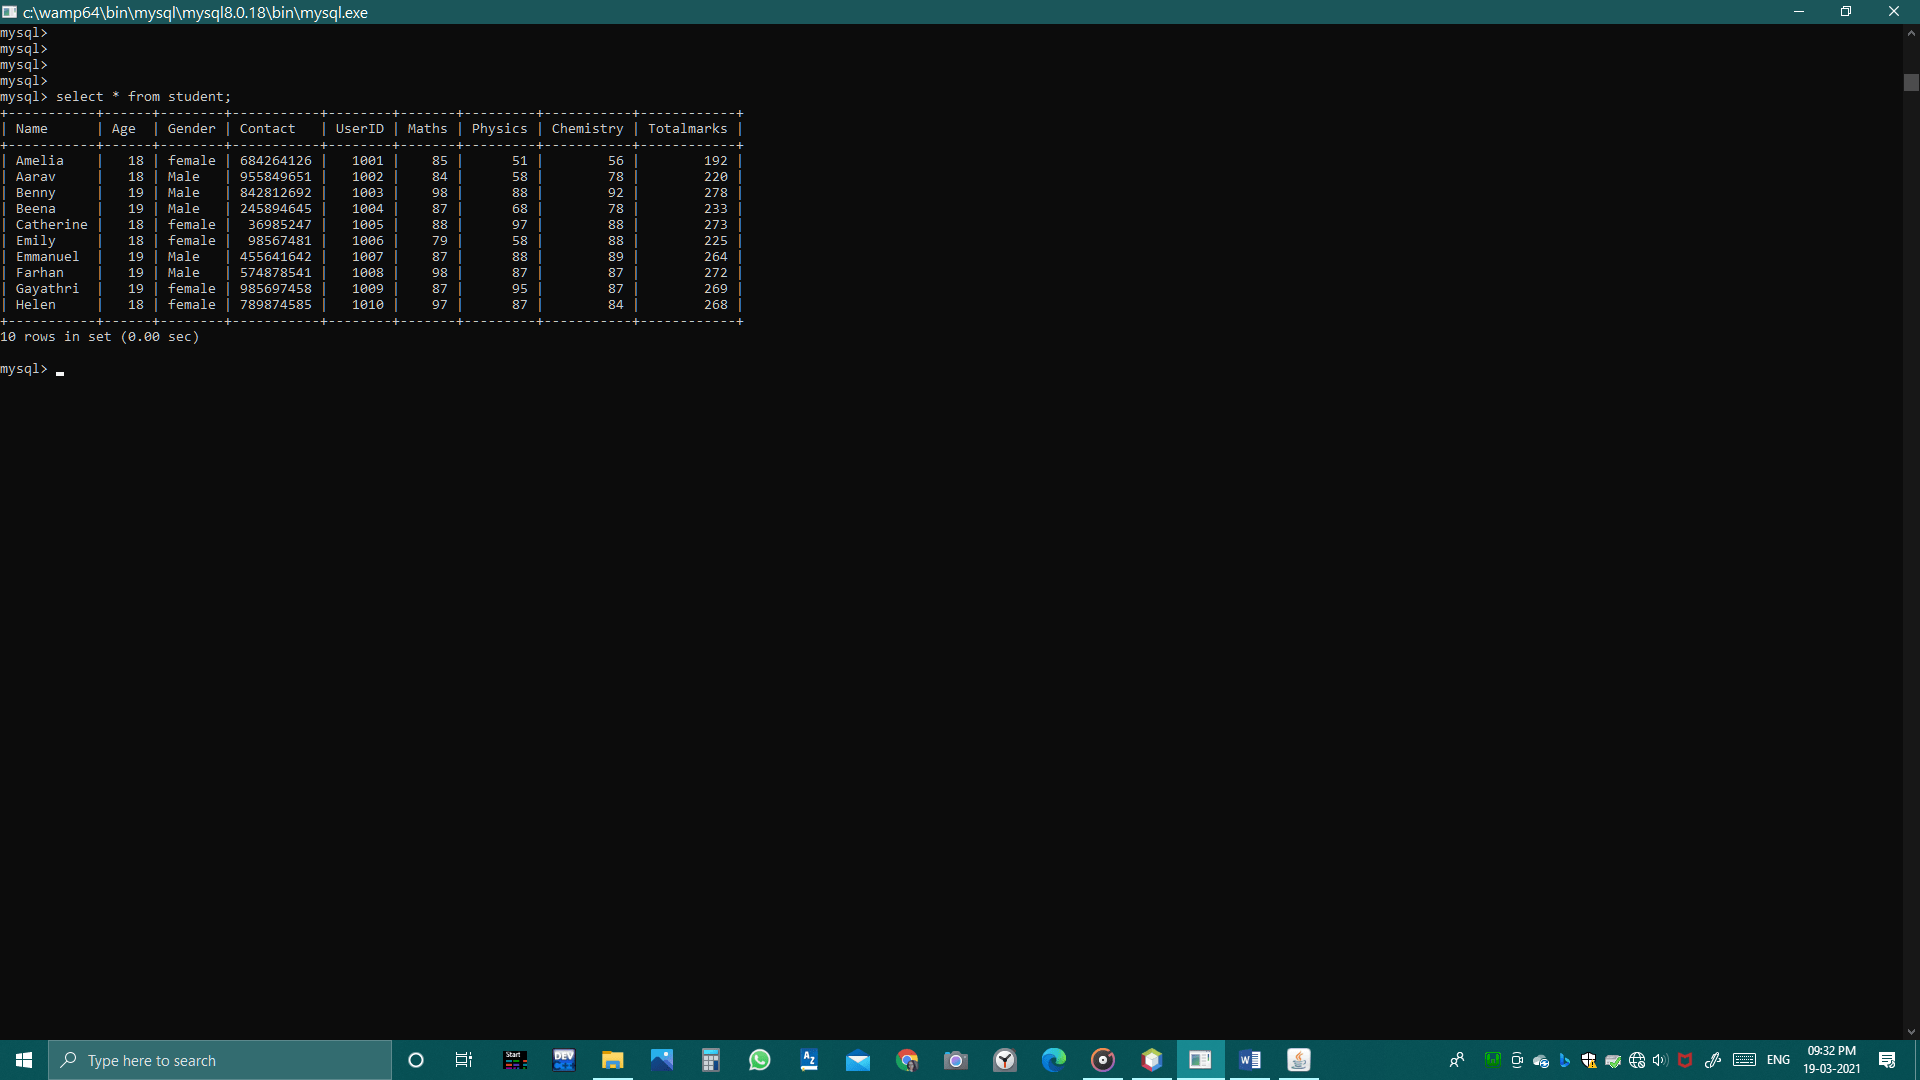 c:\wamp64\bin\mysql\mysql8.0.18\bin\mysql.exe
mysql>
mysql>
mysql>
mysql>
mysql> select * from student;
+-----------+------+--------+-----------+--------+-------+---------+-----------+------------+
| Name      | Age  | Gender | Contact   | UserID | Maths | Physics | Chemistry | Totalmarks |
+-----------+------+--------+-----------+--------+-------+---------+-----------+------------+
| Amelia    |   18 | female | 684264126 |   1001 |    85 |      51 |        56 |        192 |
| Aarav     |   18 | Male   | 955849651 |   1002 |    84 |      58 |        78 |        220 |
| Benny     |   19 | Male   | 842812692 |   1003 |    98 |      88 |        92 |        278 |
| Beena     |   19 | Male   | 245894645 |   1004 |    87 |      68 |        78 |        233 |
| Catherine |   18 | female |  36985247 |   1005 |    88 |      97 |        88 |        273 |
| Emily     |   18 | female |  98567481 |   1006 |    79 |      58 |        88 |        225 |
| Emmanuel  |   19 | Male   | 455641642 |   1007 |    87 |      88 |        89 |        264 |
| Farhan    |   19 | Male   | 574878541 |   1008 |    98 |      87 |        87 |        272 |
| Gayathri  |   19 | female | 985697458 |   1009 |    87 |      95 |        87 |        269 |
| Helen     |   18 | female | 789874585 |   1010 |    97 |      87 |        84 |        268 |
+-----------+------+--------+-----------+--------+-------+---------+-----------+------------+
10 rows in set (0.00 sec)
mysql>
Type here to search
Start
DEV
C++
A Z
W
ENG
09:32 PM
19-03-2021